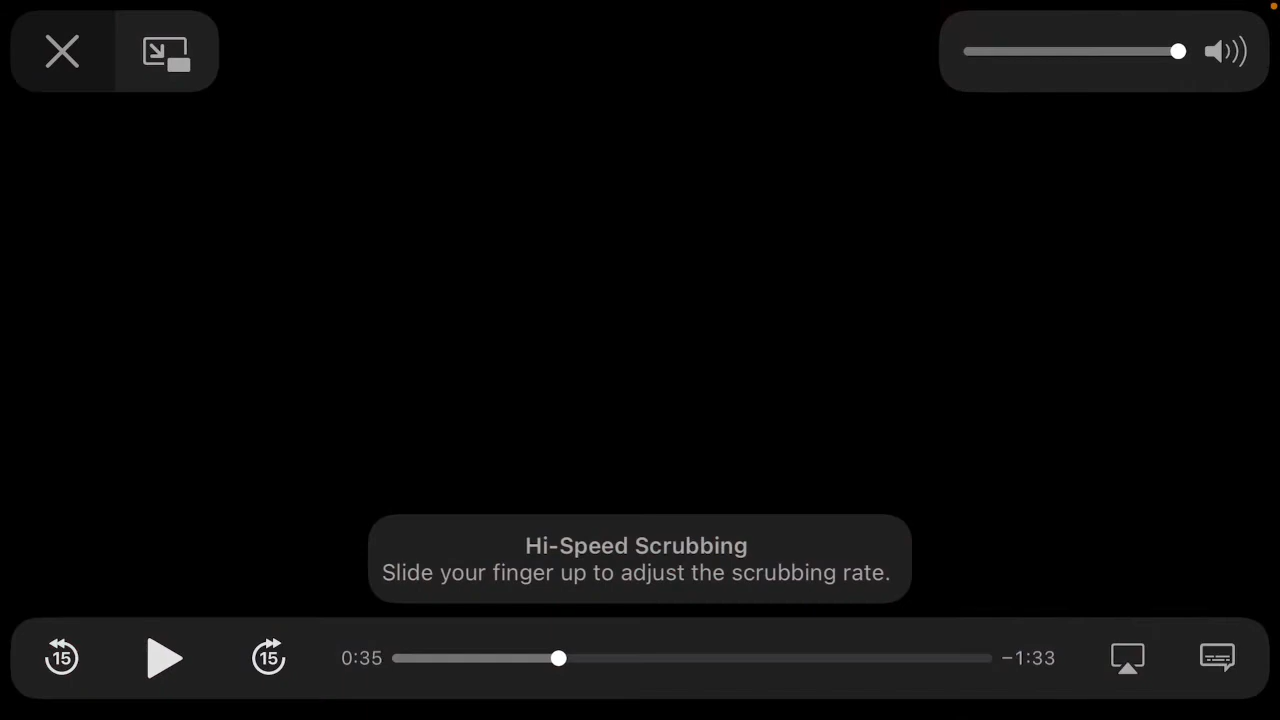 Hi-Speed Scrubbing
Slide your finger up to adjust the scrubbing rate.
15
15
0:35
−1:33